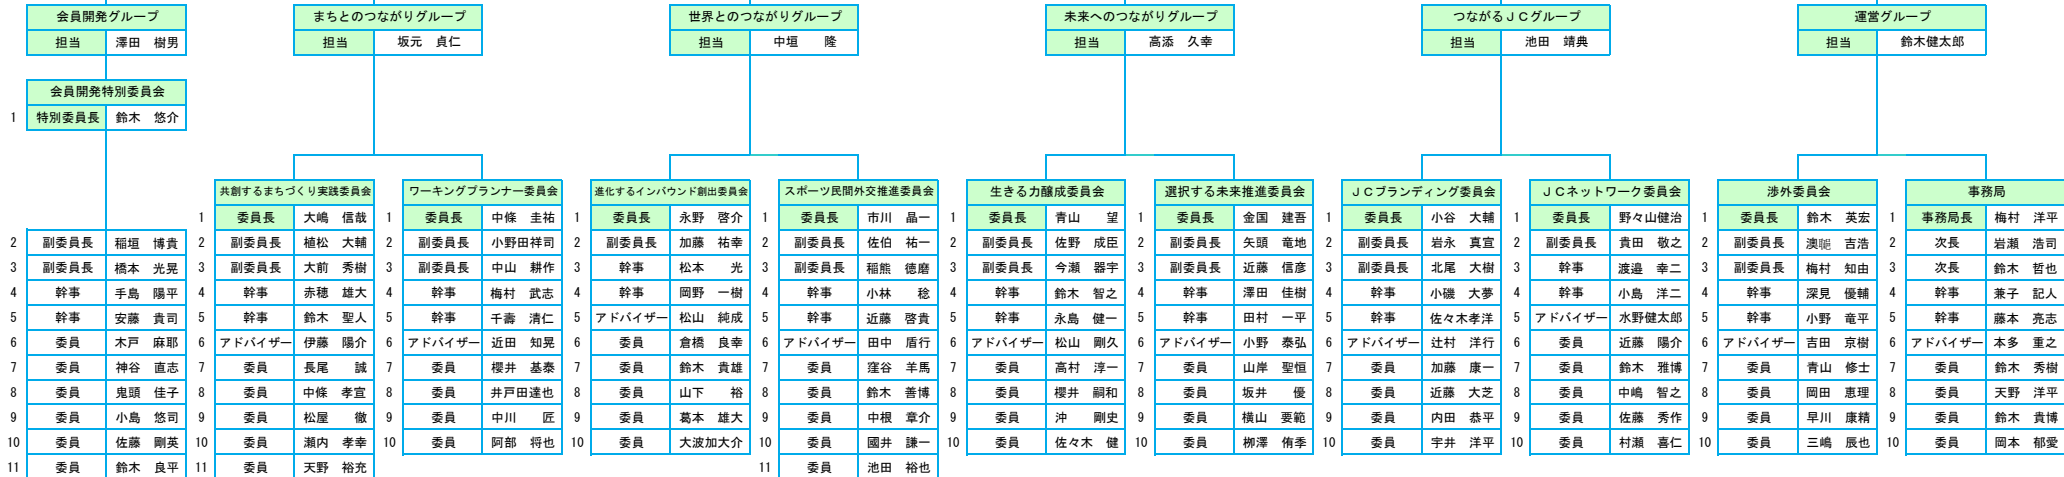 会員開発グループ まちとのつながりグループ 世界とのつながりグループ 未来へのつながりグループ つながるＪＣグループ 運営グループ
担当 澤田　樹男 担当 坂元　貞仁 担当 中垣　　隆 担当 高添　久幸 担当 池田　靖典 担当 鈴木健太郎
会員開発特別委員会
1 特別委員長 鈴木　悠介
共創するまちづくり実践委員会 ワーキングプランナー委員会 進化するインバウンド創出委員会 スポーツ民間外交推進委員会 生きる力醸成委員会 選択する未来推進委員会 ＪＣブランディング委員会 ＪＣネットワーク委員会 渉外委員会 事務局
1 委員長 大嶋　信哉 1 委員長 中條　圭祐 1 委員長 永野　啓介 1 委員長 市川　晶一 1 委員長 青山　　望 1 委員長 金国　建吾 1 委員長 小谷　大輔 1 委員長 野々山健治 1 委員長 鈴木　英宏 1 事務局長 梅村　洋平
2 副委員長 稲垣　博貴 2 副委員長 植松　大輔 2 副委員長 小野田祥司 2 副委員長 加藤　祐幸 2 副委員長 佐伯　祐一 2 副委員長 佐野　成臣 2 副委員長 矢頭　竜地 2 副委員長 岩永　真宣 2 副委員長 貴田　敬之 2 副委員長 澳　吉浩 2 次長 岩瀬　浩司
3 副委員長 橋本　光晃 3 副委員長 大前　秀樹 3 副委員長 中山　耕作 3 幹事 松本　　光 3 副委員長 稲熊　徳磨 3 副委員長 今瀬　器宇 3 副委員長 近藤　信彦 3 副委員長 北尾　大樹 3 幹事 渡邉　幸二 3 副委員長 梅村　知由 3 次長 鈴木　哲也
4 幹事 手島　陽平 4 幹事 赤穂　雄大 4 幹事 梅村　武志 4 幹事 岡野　一樹 4 幹事 小林　　稔 4 幹事 鈴木　智之 4 幹事 澤田　佳樹 4 幹事 小磯　大夢 4 幹事 小島　洋二 4 幹事 深見　優輔 4 幹事 兼子　記人
5 幹事 安藤　貴司 5 幹事 鈴木　聖人 5 幹事 千壽　清仁 5 アドバイザー 松山　純成 5 幹事 近藤　啓貴 5 幹事 永島　健一 5 幹事 田村　一平 5 幹事 佐々木孝洋 5 アドバイザー 水野健太郎 5 幹事 小野　竜平 5 幹事 藤本　亮志
6 委員 木戸　麻耶 6 アドバイザー 伊藤　陽介 6 アドバイザー 近田　知晃 6 委員 倉橋　良幸 6 アドバイザー 田中　盾行 6 アドバイザー 松山　剛久 6 アドバイザー 小野　泰弘 6 アドバイザー 辻村　洋行 6 委員 近藤　陽介 6 アドバイザー 吉田　京樹 6 アドバイザー 本多　重之
7 委員 神谷　直志 7 委員 長尾　　誠 7 委員 櫻井　基泰 7 委員 鈴木　貴雄 7 委員 窪谷　羊馬 7 委員 高村　淳一 7 委員 山岸　聖恒 7 委員 加藤　康一 7 委員 鈴木　雅博 7 委員 青山　修士 7 委員 鈴木　秀樹
8 委員 鬼頭　佳子 8 委員 中條　孝宣 8 委員 井戸田達也 8 委員 山下　　裕 8 委員 鈴木　善博 8 委員 櫻井　嗣和 8 委員 坂井　　優 8 委員 近藤　大芝 8 委員 中嶋　智之 8 委員 岡田　恵理 8 委員 天野　洋平
9 委員 小島　悠司 9 委員 松屋　　徹 9 委員 中川　　匠 9 委員 葛本　雄大 9 委員 中根　章介 9 委員 沖　　剛史 9 委員 横山　要範 9 委員 内田　恭平 9 委員 佐藤　秀作 9 委員 早川　康精 9 委員 鈴木　貴博
10 委員 佐藤　剛英 10 委員 瀬内　孝幸 10 委員 阿部　将也 10 委員 大波加大介 10 委員 國井　謙一 10 委員 佐々木　健 10 委員 柳澤　侑季 10 委員 宇井　洋平 10 委員 村瀬　喜仁 10 委員 三嶋　辰也 10 委員 岡本　郁愛
11 委員 鈴木　良平 11 委員 天野　裕充 11 委員 池田　裕也